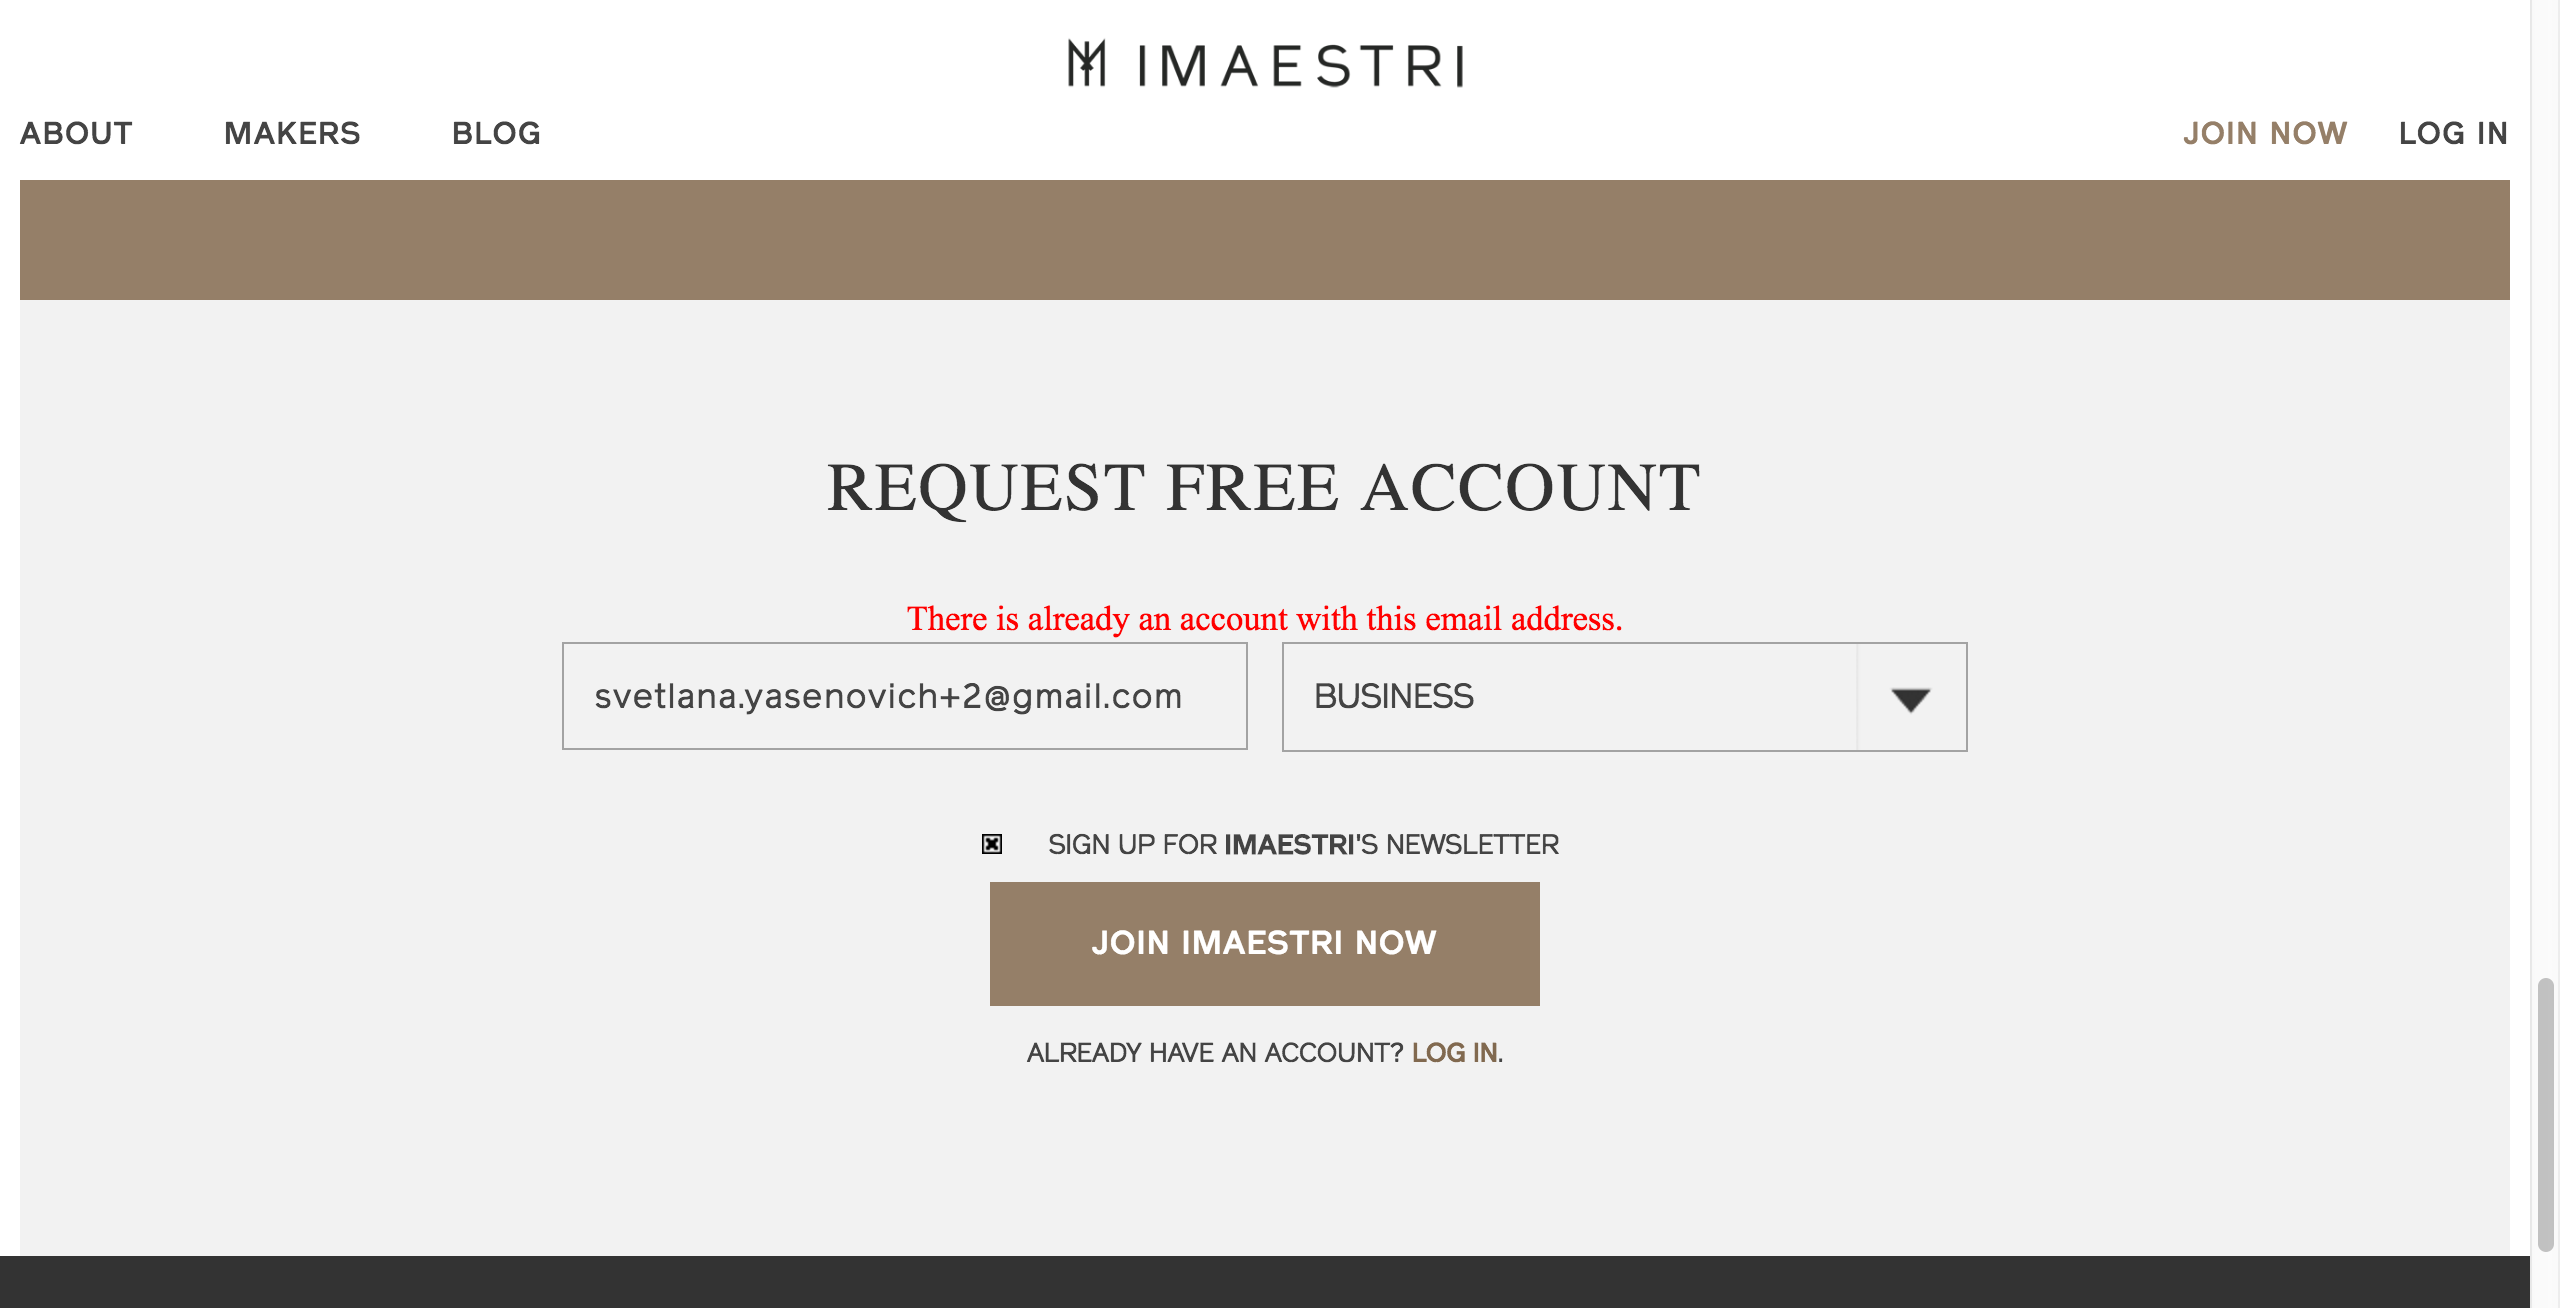 IMAESTRI
ABOUT MAKERS BLOG JOIN NOW LOG IN
REQUEST FREE ACCOUNT
There is already an account with this email address.
svetlana.yasenovich+2@gmail.com BUSINESS
SIGN UP FOR IMAESTRI'S NEWSLETTER
JOIN IMAESTRI NOW
ALREADY HAVE AN ACCOUNT? LOG IN.